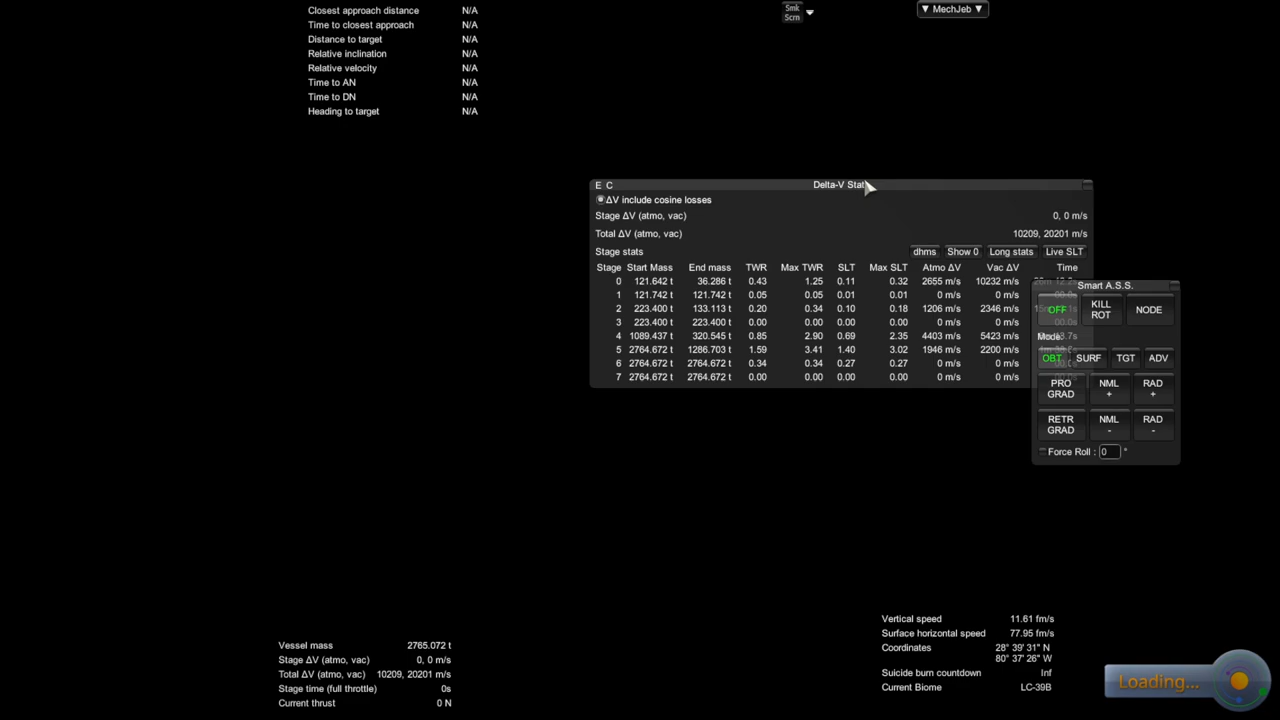 Closest approach distance N/A
Time to closest approach N/A
Distance to target N/A
Relative inclination N/A
Relative velocity N/A
Time to AN N/A
Time to DN N/A
Heading to target N/A
Smk
Scrn
▼ MechJeb ▼
E C Delta-V Stat
ΔV include cosine losses
Stage ΔV (atmo, vac) 0, 0 m/s
Total ΔV (atmo, vac) 10209, 20201 m/s
Stage stats dhms Show 0 Long stats Live SLT
Stage Start Mass End mass TWR Max TWR SLT Max SLT Atmo ΔV Vac ΔV Time
0 121.642 t 36.286 t 0.43 1.25 0.11 0.32 2655 m/s 10232 m/s
1 121.742 t 121.742 t 0.05 0.05 0.01 0.01 0 m/s 0 m/s
2 223.400 t 133.113 t 0.20 0.34 0.10 0.18 1206 m/s 2346 m/s
3 223.400 t 223.400 t 0.00 0.00 0.00 0.00 0 m/s 0 m/s
4 1089.437 t 320.545 t 0.85 2.90 0.69 2.35 4403 m/s 5423 m/s
5 2764.672 t 1286.703 t 1.59 3.41 1.40 3.02 1946 m/s 2200 m/s
6 2764.672 t 2764.672 t 0.34 0.34 0.27 0.27 0 m/s 0 m/s
7 2764.672 t 2764.672 t 0.00 0.00 0.00 0.00 0 m/s 0 m/s
Smart A.S.S.
OFF KILL ROT NODE
Mode:
OBT SURF TGT ADV
PRO GRAD NML + RAD +
RETR GRAD NML - RAD -
Force Roll : 0 °
Vessel mass 2765.072 t
Stage ΔV (atmo, vac) 0, 0 m/s
Total ΔV (atmo, vac) 10209, 20201 m/s
Stage time (full throttle) 0s
Current thrust 0 N
Vertical speed 11.61 fm/s
Surface horizontal speed 77.95 fm/s
Coordinates 28° 39' 31" N
80° 37' 26" W
Suicide burn countdown Inf
Current Biome LC-39B
Loading...